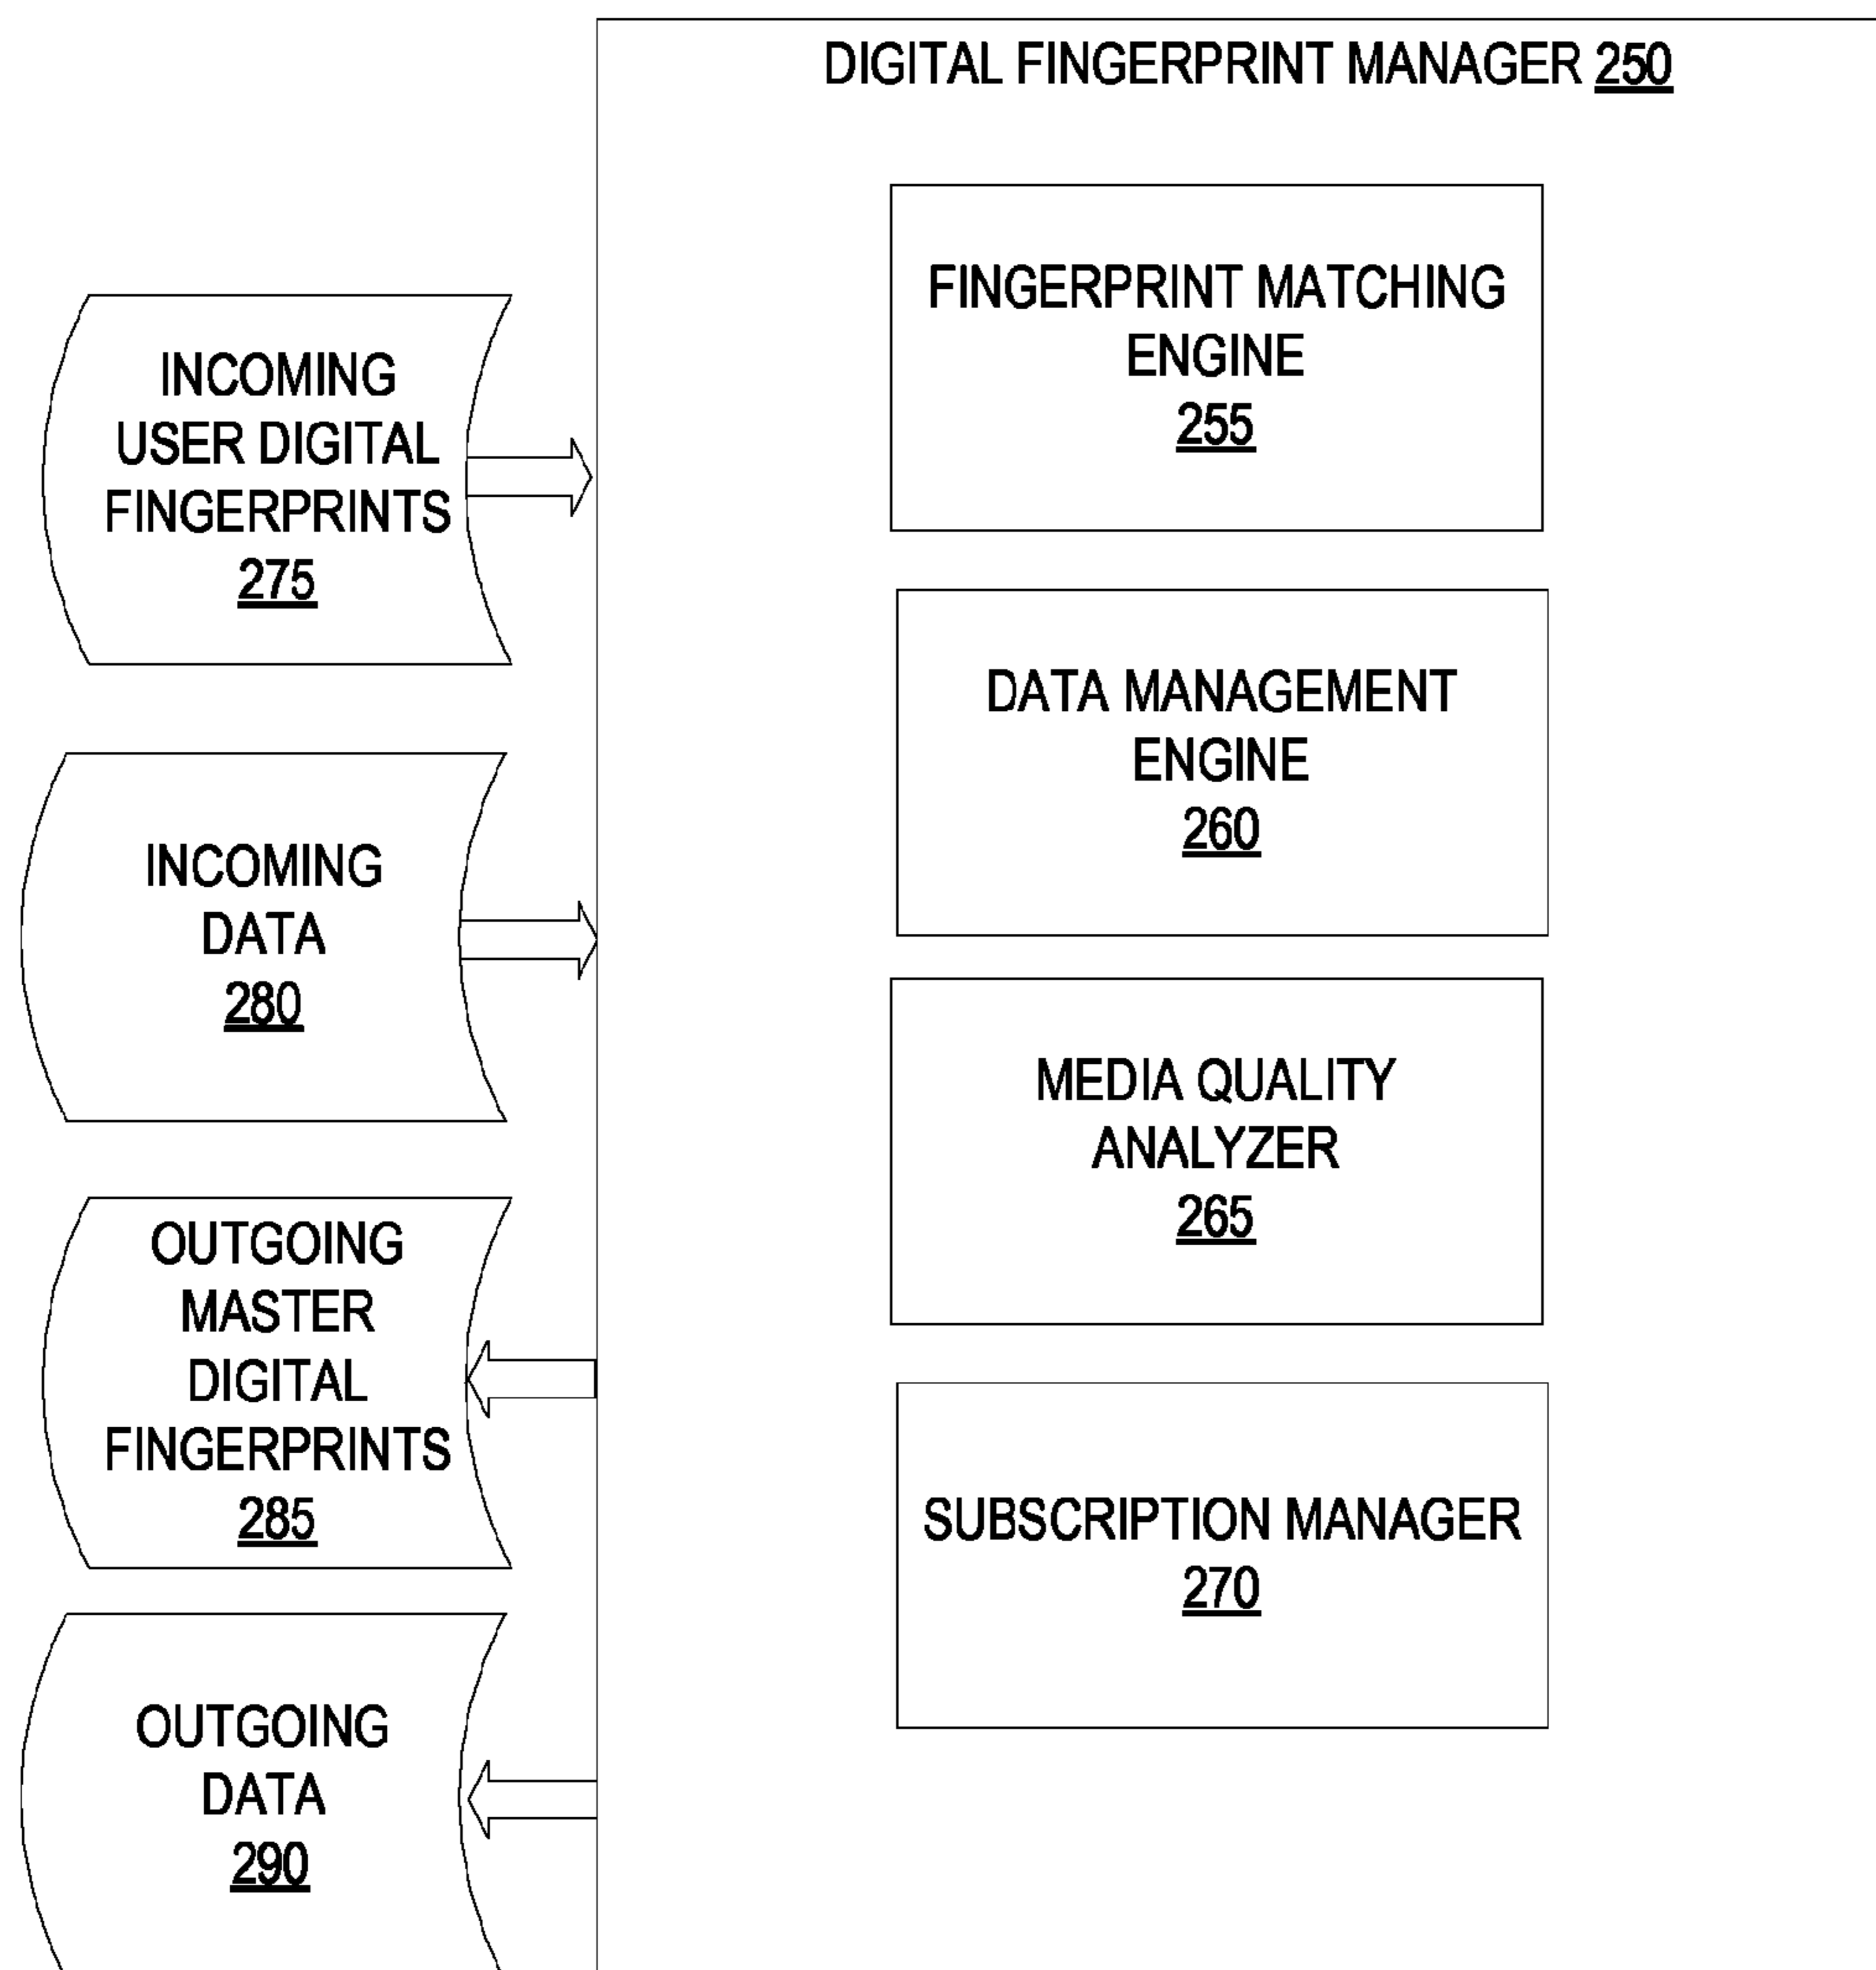 DIGITAL FINGERPRINT MANAGER 250
FINGERPRINT MATCHING
ENGINE
255
DATA MANAGEMENT
ENGINE
260
MEDIA QUALITY
ANALYZER
265
SUBSCRIPTION MANAGER
270
INCOMING
USER DIGITAL
FINGERPRINTS
275
INCOMING
DATA
280
OUTGOING
MASTER
DIGITAL
FINGERPRINTS
285
OUTGOING
DATA
290